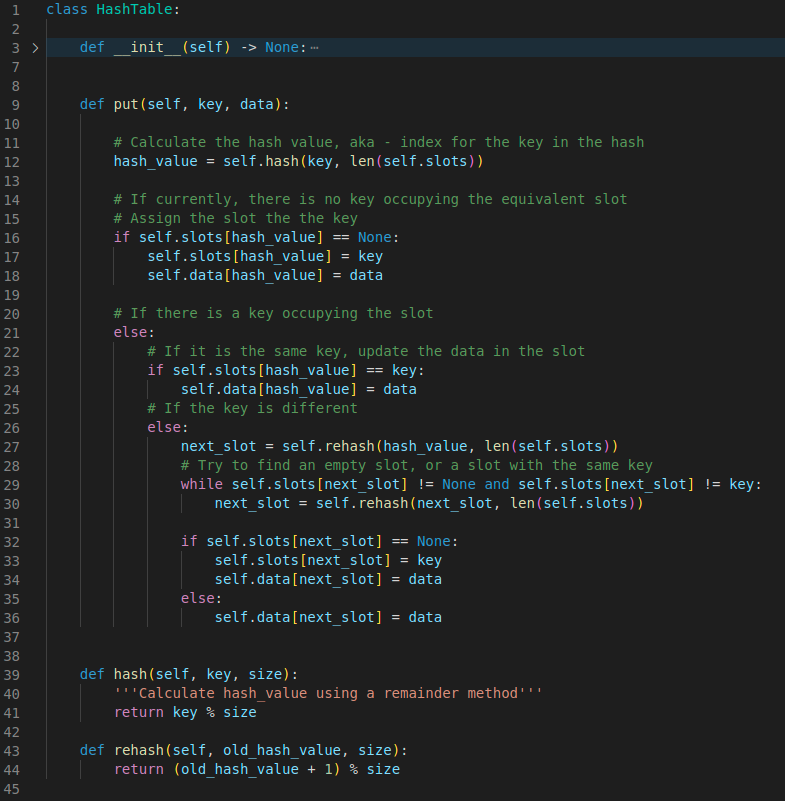 1 class HashTable:
2
3 > def __init__(self) -> None:⋯
7
8
9 def put(self, key, data):
10
11 # Calculate the hash value, aka - index for the key in the hash
12 hash_value = self.hash(key, len(self.slots))
13
14 # If currently, there is no key occupying the equivalent slot
15 # Assign the slot the the key
16 if self.slots[hash_value] == None:
17 self.slots[hash_value] = key
18 self.data[hash_value] = data
19
20 # If there is a key occupying the slot
21 else:
22 # If it is the same key, update the data in the slot
23 if self.slots[hash_value] == key:
24 self.data[hash_value] = data
25 # If the key is different
26 else:
27 next_slot = self.rehash(hash_value, len(self.slots))
28 # Try to find an empty slot, or a slot with the same key
29 while self.slots[next_slot] != None and self.slots[next_slot] != key:
30 next_slot = self.rehash(next_slot, len(self.slots))
31
32 if self.slots[next_slot] == None:
33 self.slots[next_slot] = key
34 self.data[next_slot] = data
35 else:
36 self.data[next_slot] = data
37
38
39 def hash(self, key, size):
40 '''Calculate hash_value using a remainder method'''
41 return key % size
42
43 def rehash(self, old_hash_value, size):
44 return (old_hash_value + 1) % size
45